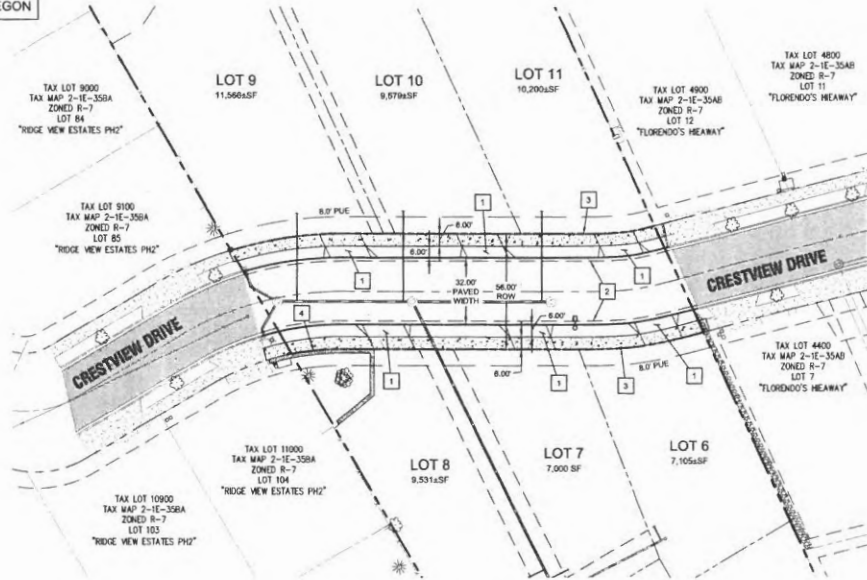 EGON
TAX LOT 9000
TAX MAP 2-1E-35BA
ZONED R-7
LOT 84
"RIDGE VIEW ESTATES PH2"
LOT 9
11,566±SF
LOT 10
9,679±SF
LOT 11
10,200±SF
TAX LOT 4900
TAX MAP 2-1E-35AB
ZONED R-7
LOT 12
"FLORENDO'S HIEAWAY"
TAX LOT 4800
TAX MAP 2-1E-35AB
ZONED R-7
LOT 11
"FLORENDO'S HIEAWAY"
TAX LOT 9100
TAX MAP 2-1E-35BA
ZONED R-7
LOT 85
"RIDGE VIEW ESTATES PH2"
8.0' PUE
6.00'
1
3
6.00'
1
1
32.00'
PAVED
WIDTH
56.00'
ROW
2
CRESTVIEW DRIVE
4
6.00'
CRESTVIEW DRIVE
1
6.00'
1
3
8.0' PUE
1
TAX LOT 4400
TAX MAP 2-1E-35AB
ZONED R-7
LOT 7
"FLORENDO'S HIEAWAY"
TAX LOT 11000
TAX MAP 2-1E-35BA
ZONED R-7
LOT 104
"RIDGE VIEW ESTATES PH2"
LOT 8
9,531±SF
LOT 7
7,000 SF
LOT 6
7,105±SF
TAX LOT 10900
TAX MAP 2-1E-35BA
ZONED R-7
LOT 103
"RIDGE VIEW ESTATES PH2"